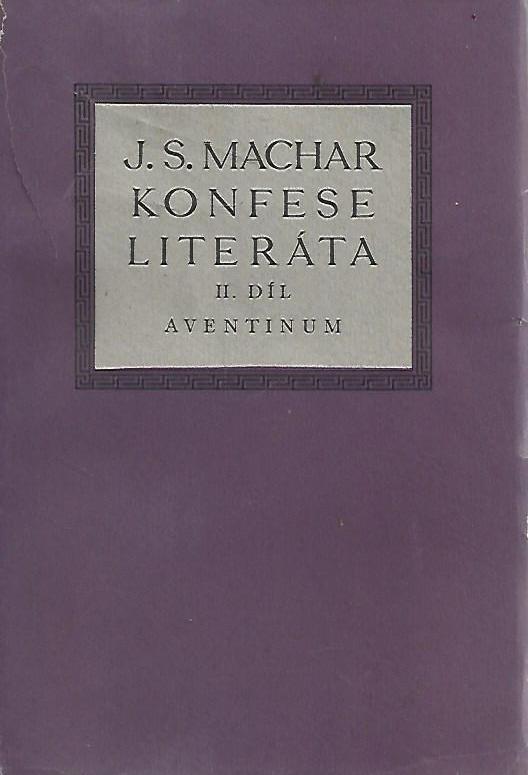 J. S. MACHAR
KONFESE
LITERÁTA
II. DÍL
AVENTINUM